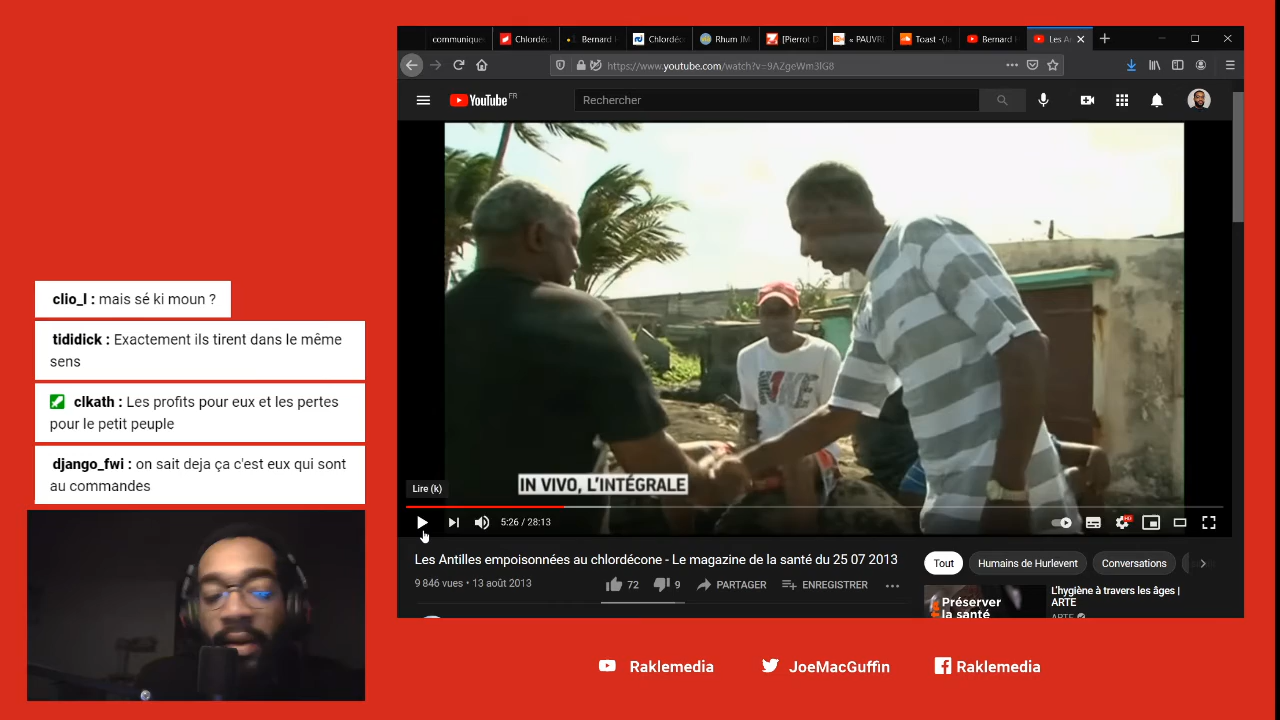 communique
Chlordéc
Bernard H
Chlordéc
Rhum JM
[Pierrot D
« PAUVRE
Toast -(Ja
Bernard H
Les A
https://www.youtube.com/watch?v=9AZgeWm3lG8
YouTube FR
Rechercher
clio_l : mais sé ki moun ?
tididick : Exactement ils tirent dans le même
sens
clkath : Les profits pour eux et les pertes
pour le petit peuple
django_fwi : on sait deja ça c'est eux qui sont
au commandes
NIKE
IN VIVO, L'INTÉGRALE
Lire (k)
5:26 / 28:13
HD
Les Antilles empoisonnées au chlordécone - Le magazine de la santé du 25 07 2013
9 846 vues • 13 août 2013
72
9
PARTAGER
ENREGISTRER
Tout
Humains de Hurlevent
Conversations
Préserver
la santé
L'hygiène à travers les âges |
ARTE
ARTE
Raklemedia
JoeMacGuffin
Raklemedia